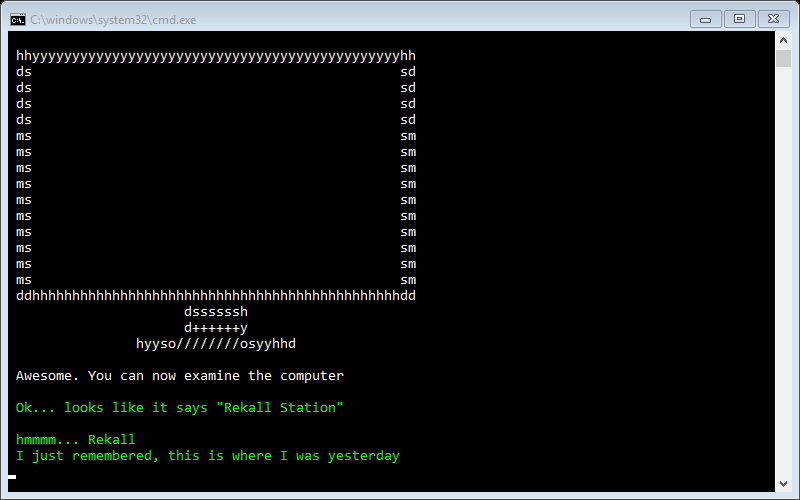 C:\windows\system32\cmd.exe
hhyyyyyyyyyyyyyyyyyyyyyyyyyyyyyyyyyyyyyyyyyyyyyyhh
ds                                              sd
ds                                              sd
ds                                              sd
ds                                              sd
ms                                              sm
ms                                              sm
ms                                              sm
ms                                              sm
ms                                              sm
ms                                              sm
ms                                              sm
ms                                              sm
ms                                              sm
ms                                              sm
ddhhhhhhhhhhhhhhhhhhhhhhhhhhhhhhhhhhhhhhhhhhhhhhdd
                     dssssssh
                     d++++++y
               hyyso////////osyyhhd
Awesome. You can now examine the computer
Ok... looks like it says "Rekall Station"
hmmmm... Rekall
I just remembered, this is where I was yesterday